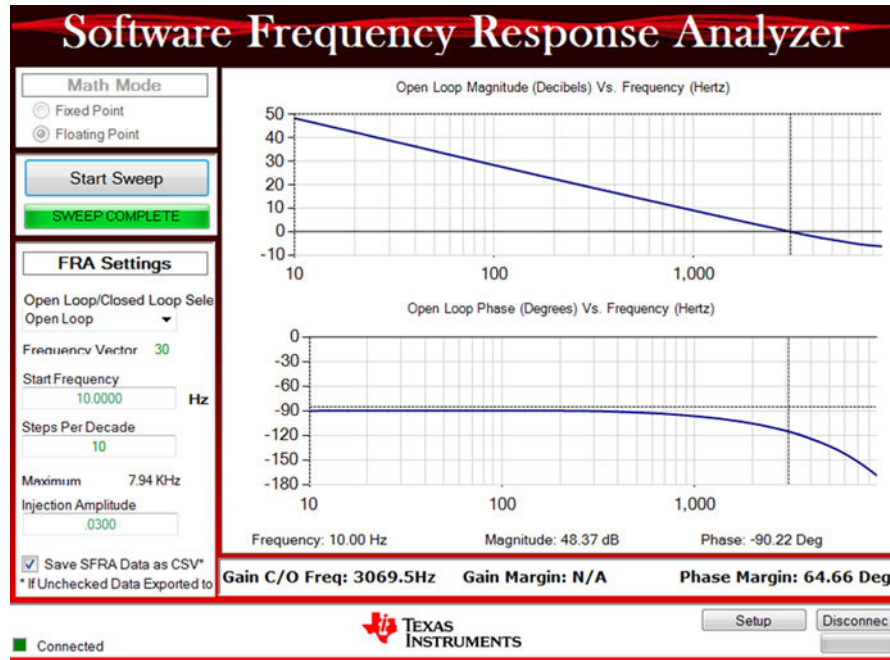 Software Frequency Response Analyzer
Math Mode
Fixed Point
Floating Point
Start Sweep
SWEEP COMPLETE
FRA Settings
Open Loop/Closed Loop Sele
Open Loop
Frequency Vector 30
Start Frequency
10.0000 Hz
Steps Per Decade
10
Maximum 7.94 KHz
Injection Amplitude
.0300
Save SFRA Data as CSV*
* If Unchecked Data Exported to
Open Loop Magnitude (Decibels) Vs. Frequency (Hertz)
50
40
30
20
10
0
-10
10 100 1,000
Open Loop Phase (Degrees) Vs. Frequency (Hertz)
0
-30
-60
-90
-120
-150
-180
10 100 1,000
Frequency: 10.00 Hz Magnitude: 48.37 dB Phase: -90.22 Deg
Gain C/O Freq: 3069.5Hz Gain Margin: N/A Phase Margin: 64.66 Deg
Connected
TEXAS
INSTRUMENTS
Setup Disconnec